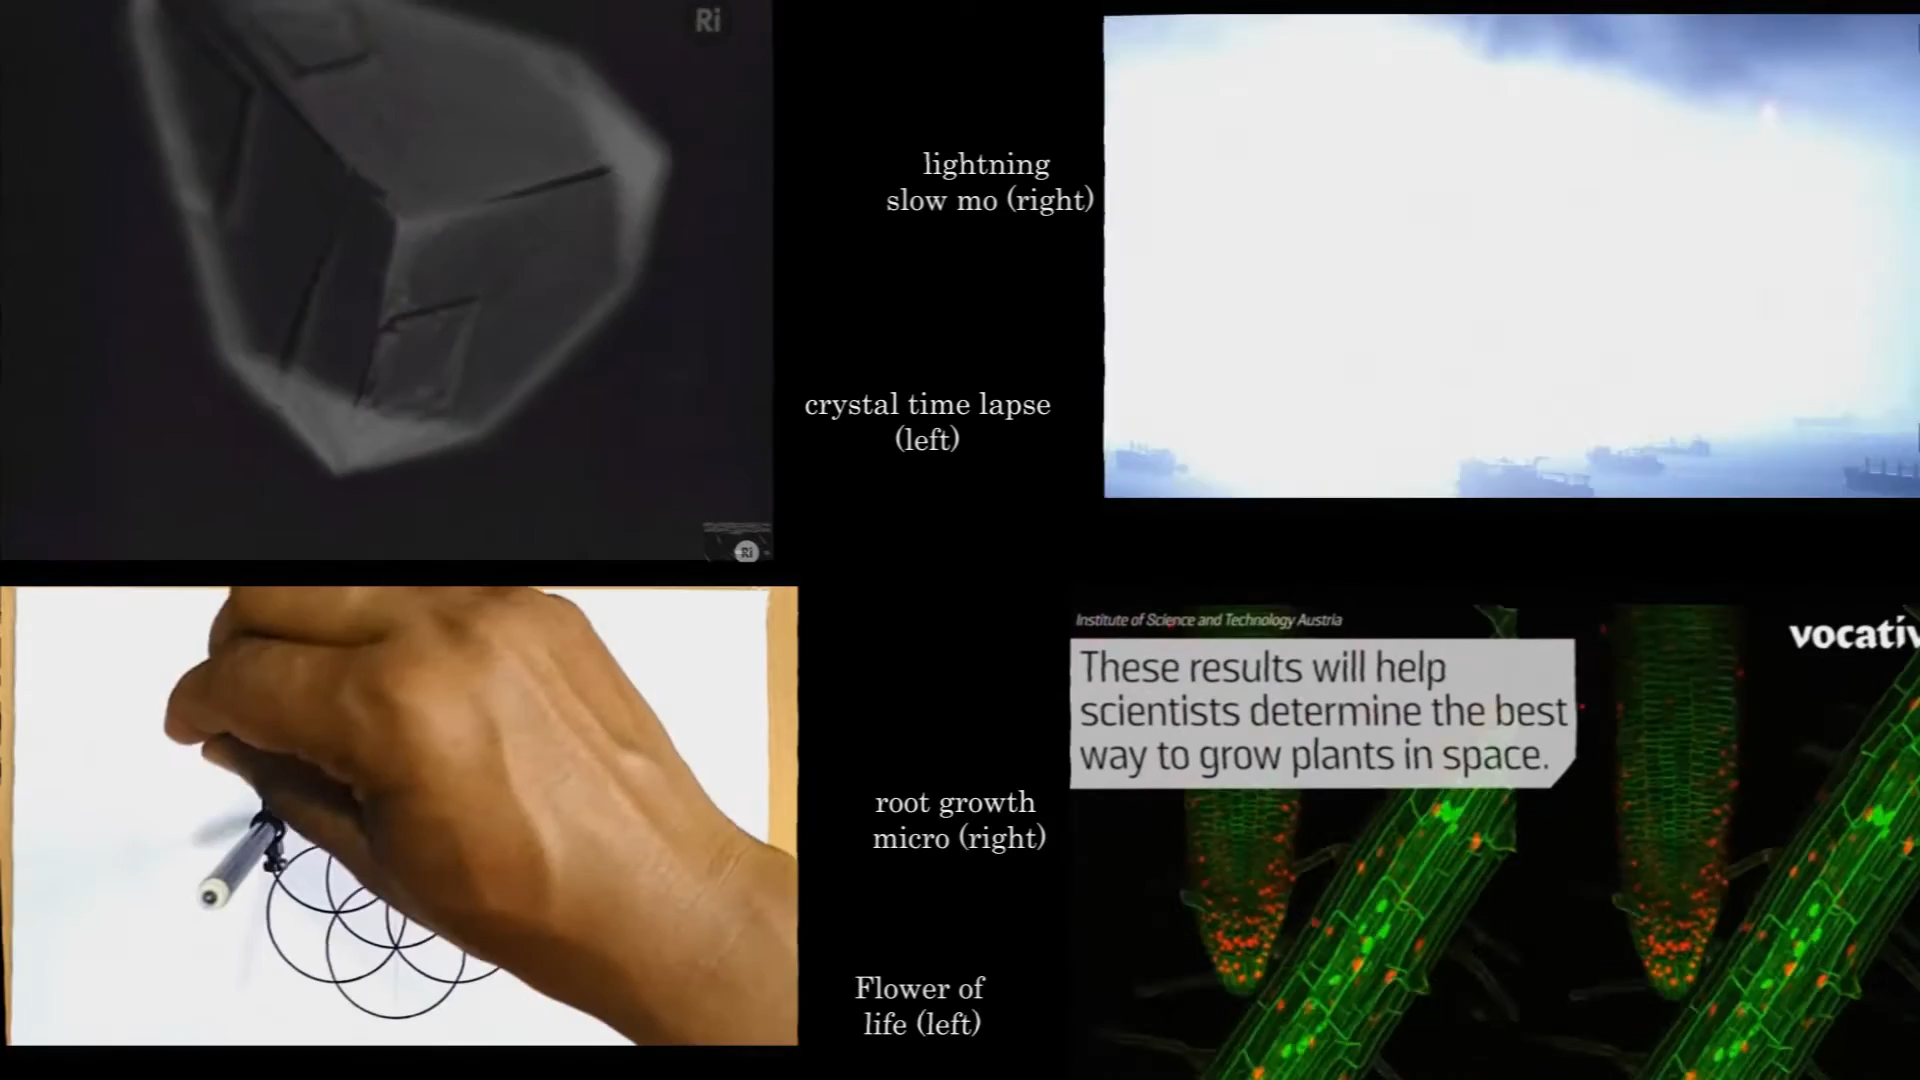 Ri
lightning
slow mo (right)
crystal time lapse
(left)
Ri
Institute of Science and Technology Austria
vocativ
These results will help
scientists determine the best
way to grow plants in space.
root growth
micro (right)
Flower of
life (left)